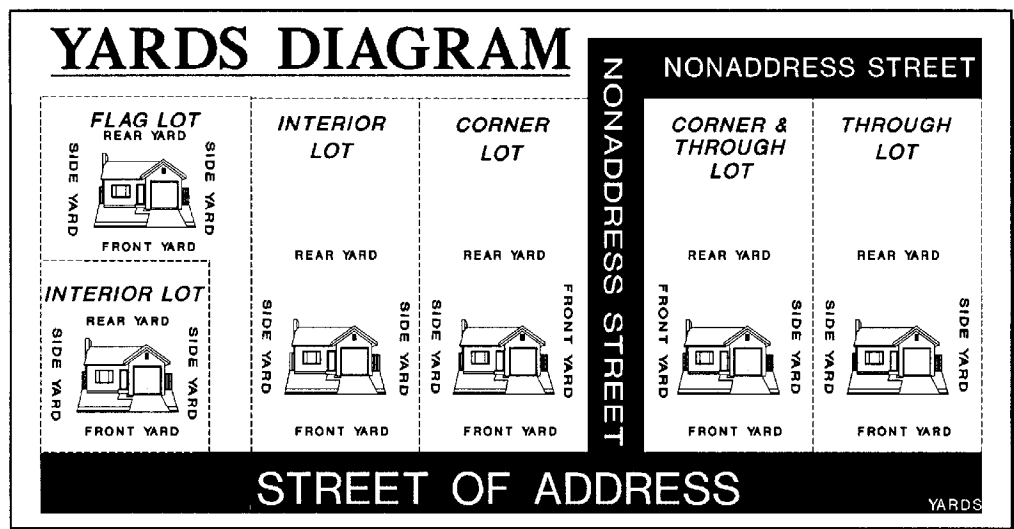 YARDS DIAGRAM
NONADDRESS STREET
NONADDRESS STREET
FLAG LOT
REAR YARD
SIDE YARD
SIDE YARD
FRONT YARD
INTERIOR LOT
REAR YARD
SIDE YARD
SIDE YARD
FRONT YARD
INTERIOR
LOT
REAR YARD
SIDE YARD
SIDE YARD
FRONT YARD
CORNER
LOT
REAR YARD
SIDE YARD
FRONT YARD
FRONT YARD
CORNER &
THROUGH
LOT
REAR YARD
FRONT YARD
SIDE YARD
FRONT YARD
THROUGH
LOT
REAR YARD
SIDE YARD
SIDE YARD
FRONT YARD
STREET OF ADDRESS
YARDS